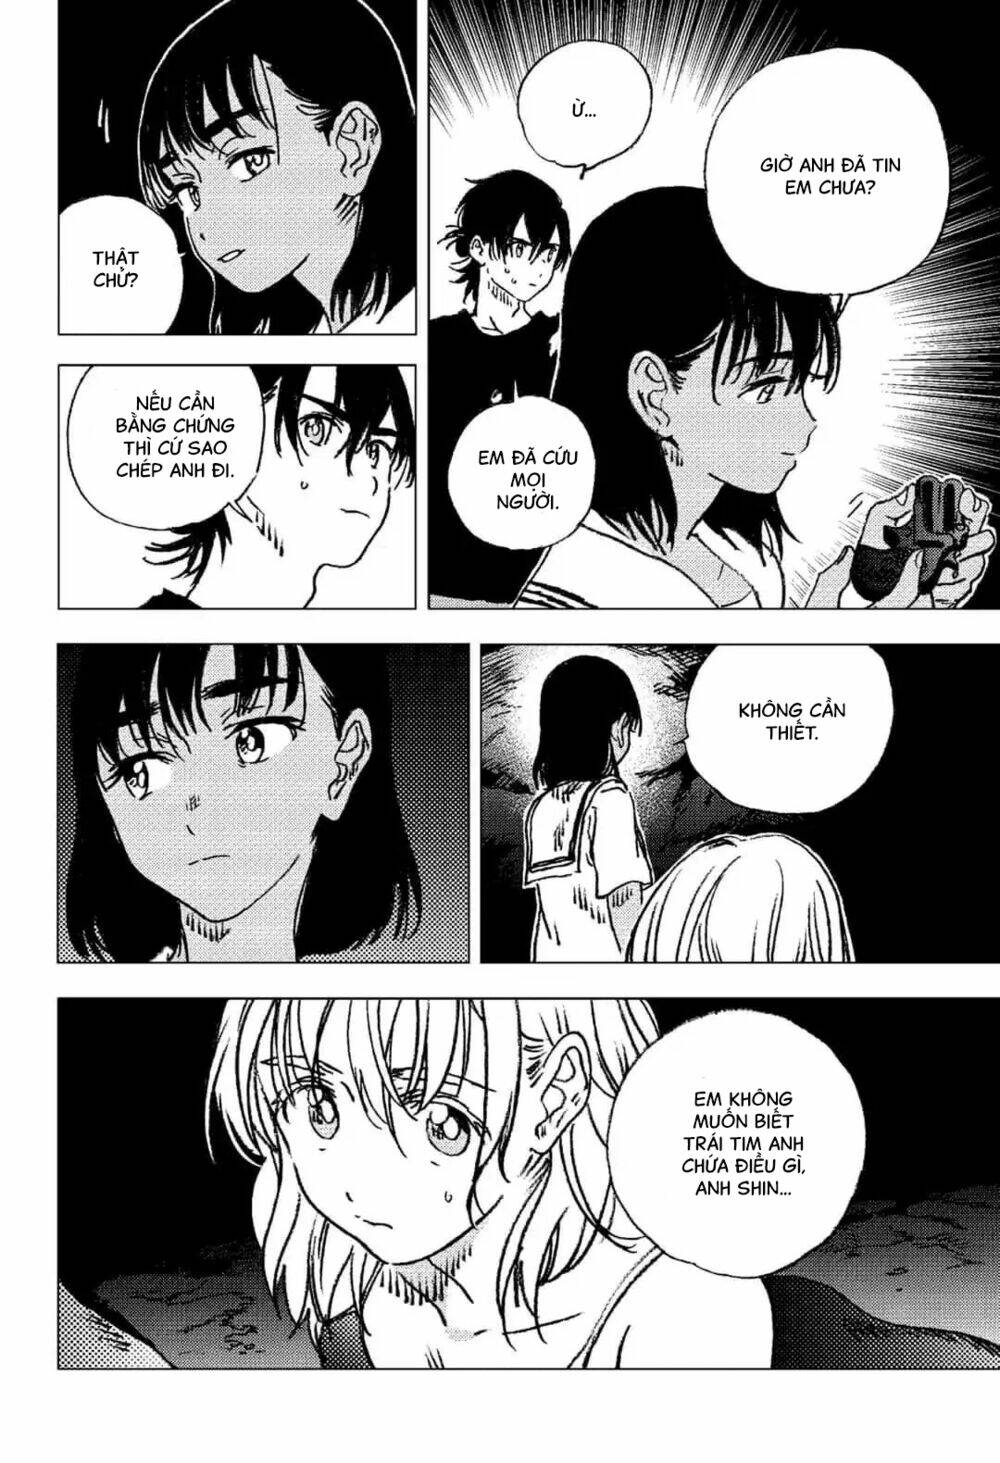 GIỜ ANH ĐÃ TIN
EM CHƯA?
Ừ...
EM ĐÃ CỨU
MỌI
NGƯỜI.
THẬT
CHỨ?
NẾU CẦN
BẰNG CHỨNG
THÌ CỨ SAO
CHÉP ANH ĐI.
KHÔNG CẦN
THIẾT.
EM KHÔNG
MUỐN BIẾT
TRÁI TIM ANH
CHỨA ĐIỀU GÌ,
ANH SHIN...